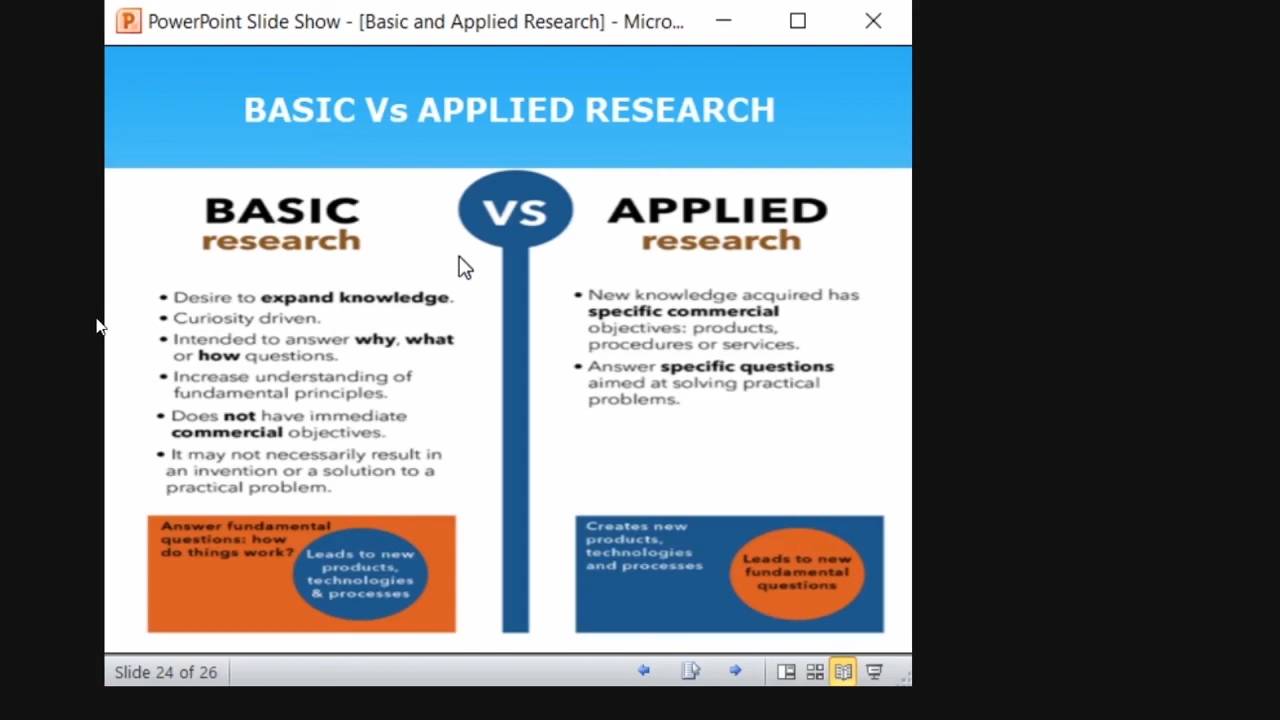 PowerPoint Slide Show - [Basic and Applied Research] - Micro...
BASIC Vs APPLIED RESEARCH
BASIC
research
VS
APPLIED
research
• Desire to expand knowledge.
• Curiosity driven.
• Intended to answer why, what
or how questions.
• Increase understanding of
fundamental principles.
• Does not have immediate
commercial objectives.
• It may not necessarily result in
an invention or a solution to a
practical problem.
• New knowledge acquired has
specific commercial
objectives: products,
procedures or services.
• Answer specific questions
aimed at solving practical
problems.
Answer fundamental
questions: how
do things work?
Leads to new
products,
technologies
& processes
Creates new
products,
technologies
and processes
Leads to new
fundamental
questions
Slide 24 of 26